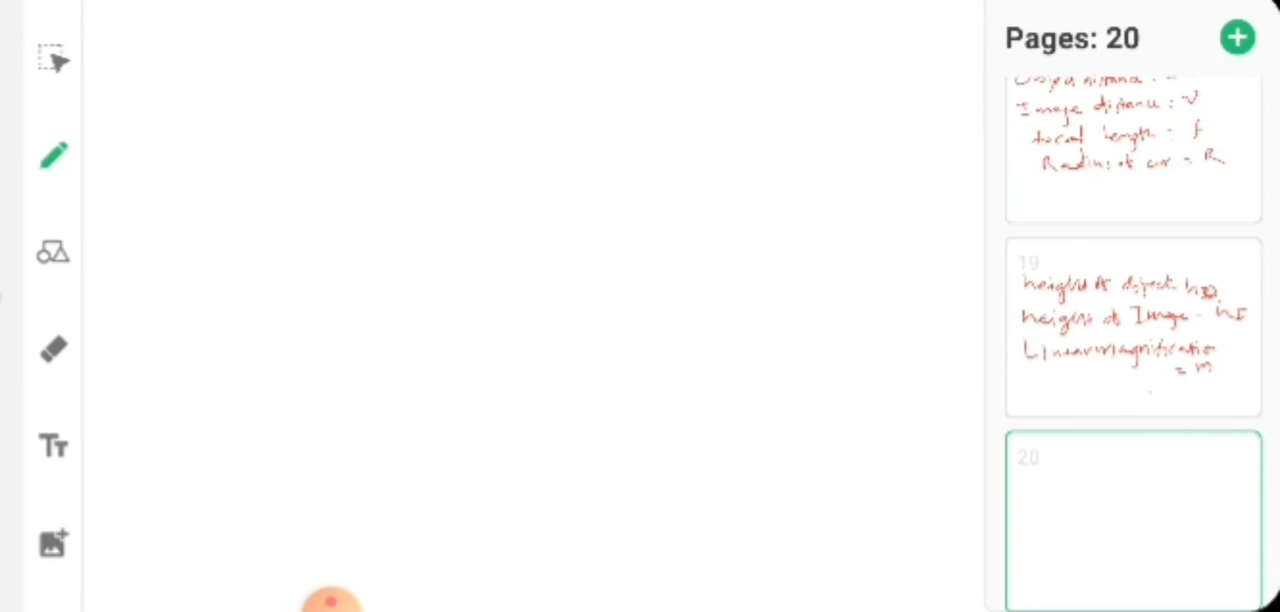 Pages: 20
Image distance : V
focal length = f
Radius of cur = R
19
height of object
height of Image - hI
Linear magnification
= m
20